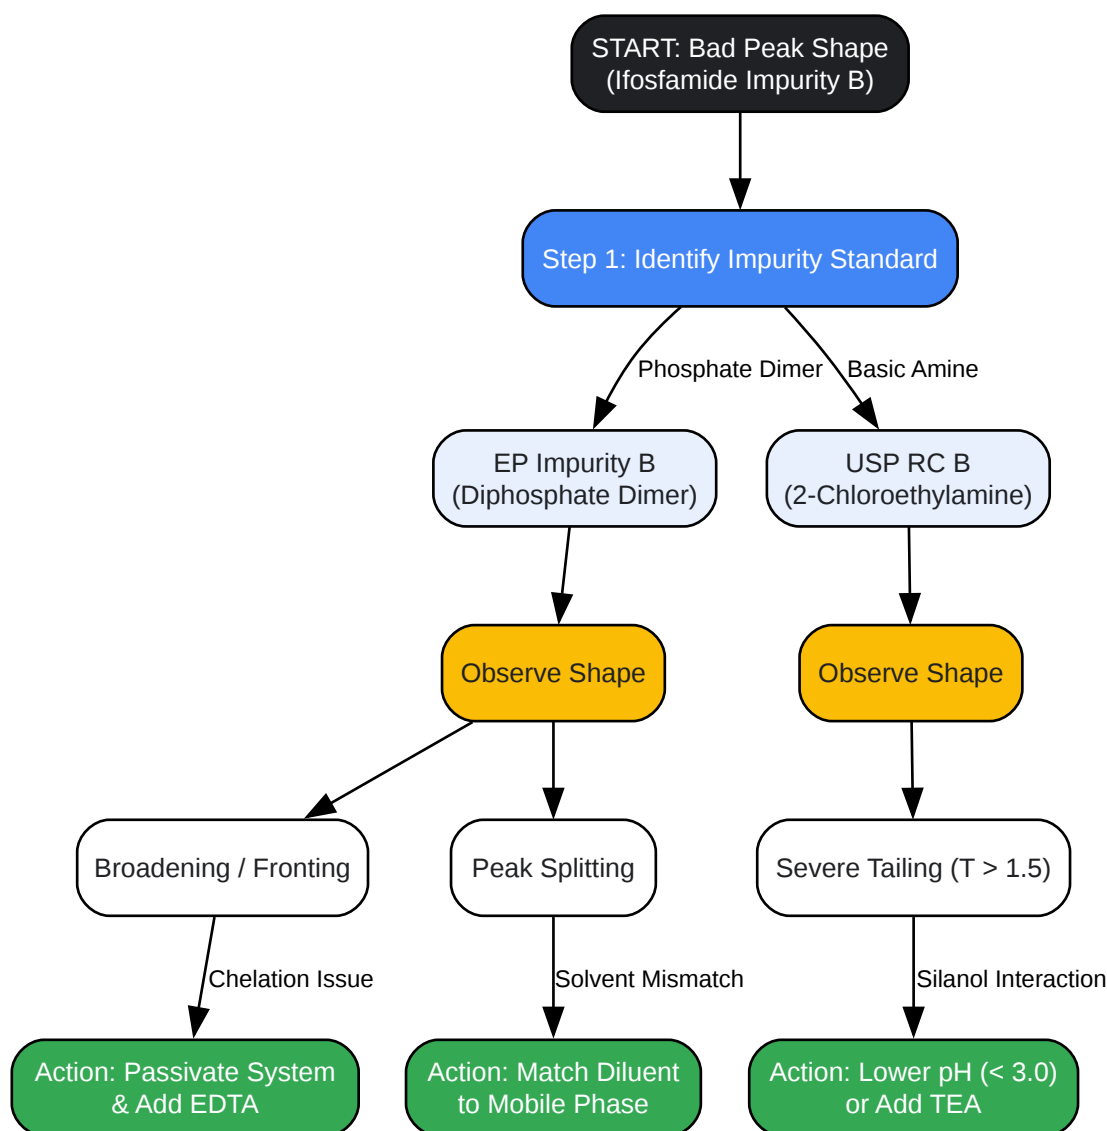 START: Bad Peak Shape
(Ifosfamide Impurity B)
Step 1: Identify Impurity Standard
Phosphate Dimer
Basic Amine
EP Impurity B
(Diphosphate Dimer)
USP RC B
(2-Chloroethylamine)
Observe Shape
Observe Shape
Broadening / Fronting
Peak Splitting
Severe Tailing (T > 1.5)
Chelation Issue
Solvent Mismatch
Silanol Interaction
Action: Passivate System
& Add EDTA
Action: Match Diluent
to Mobile Phase
Action: Lower pH (< 3.0)
or Add TEA